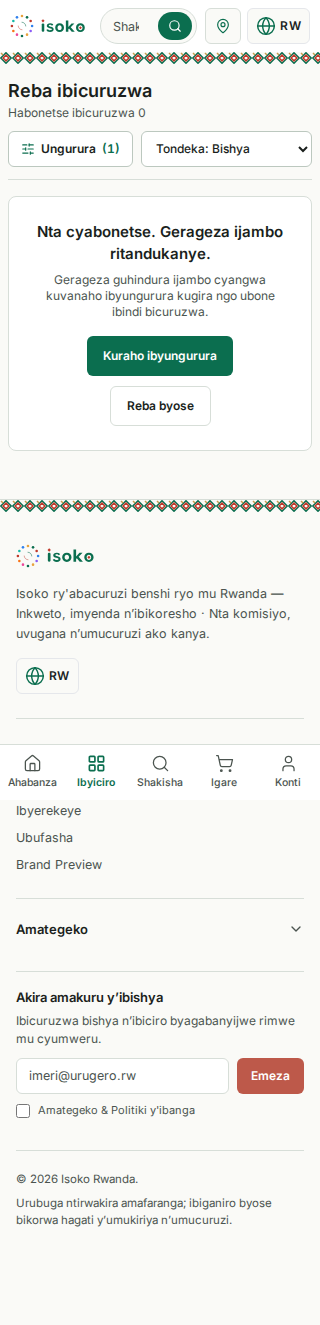 isoko
RW
Reba ibicuruzwa
Habonetse ibicuruzwa 0
Ungurura (1)
Tondeka: Bishya
Nta cyabonetse. Gerageza ijambo
ritandukanye.
Gerageza guhindura ijambo cyangwa
kuvanaho ibyungurura kugira ngo ubone
ibindi bicuruzwa.
Kuraho ibyungurura
Reba byose
isoko
Isoko ry'abacuruzi benshi ryo mu Rwanda —
Inkweto, imyenda n’ibikoresho · Nta komisiyo,
uvugana n’umucuruzi ako kanya.
RW
Ahabanza
Ibyiciro
Shakisha
Igare
Konti
Ibyerekeye
Ubufasha
Brand Preview
Amategeko
Akira amakuru y’ibishya
Ibicuruzwa bishya n’ibiciro byagabanyijwe rimwe
mu cyumweru.
imeri@urugero.rw
Emeza
Amategeko & Politiki y'ibanga
© 2026 Isoko Rwanda.
Urubuga ntirwakira amafaranga; ibiganiro byose
bikorwa hagati y’umukiriya n’umucuruzi.